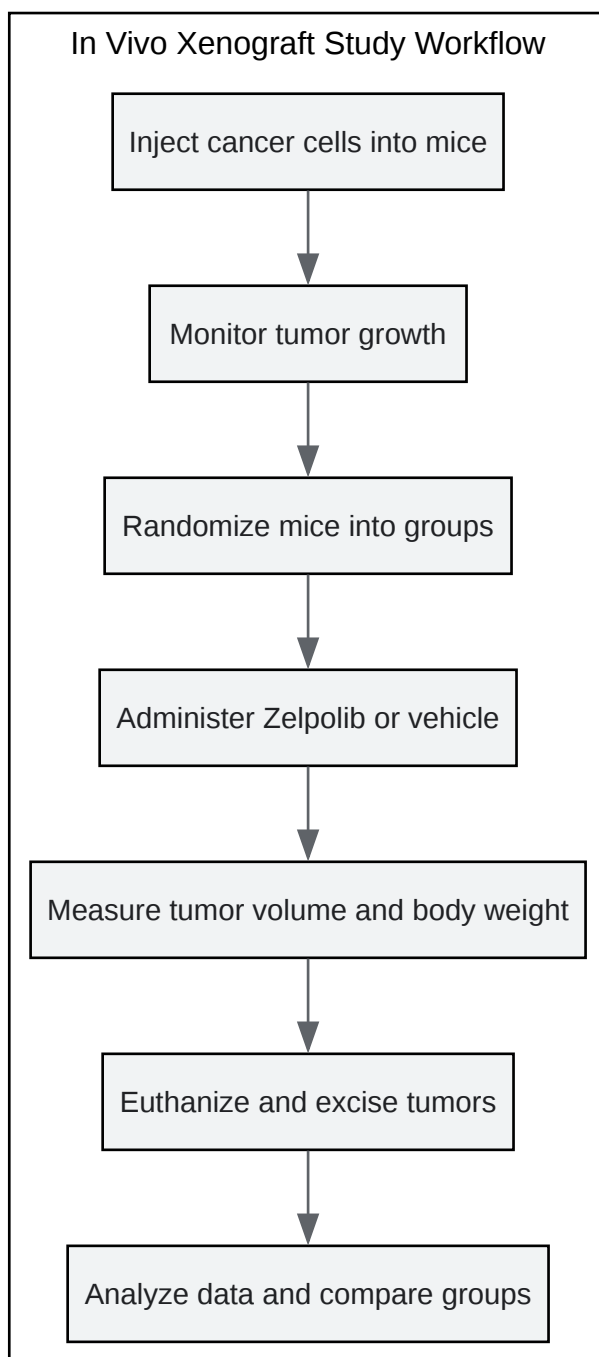 In Vivo Xenograft Study Workflow
Inject cancer cells into mice
Monitor tumor growth
Randomize mice into groups
Administer Zelpolib or vehicle
Measure tumor volume and body weight
Euthanize and excise tumors
Analyze data and compare groups